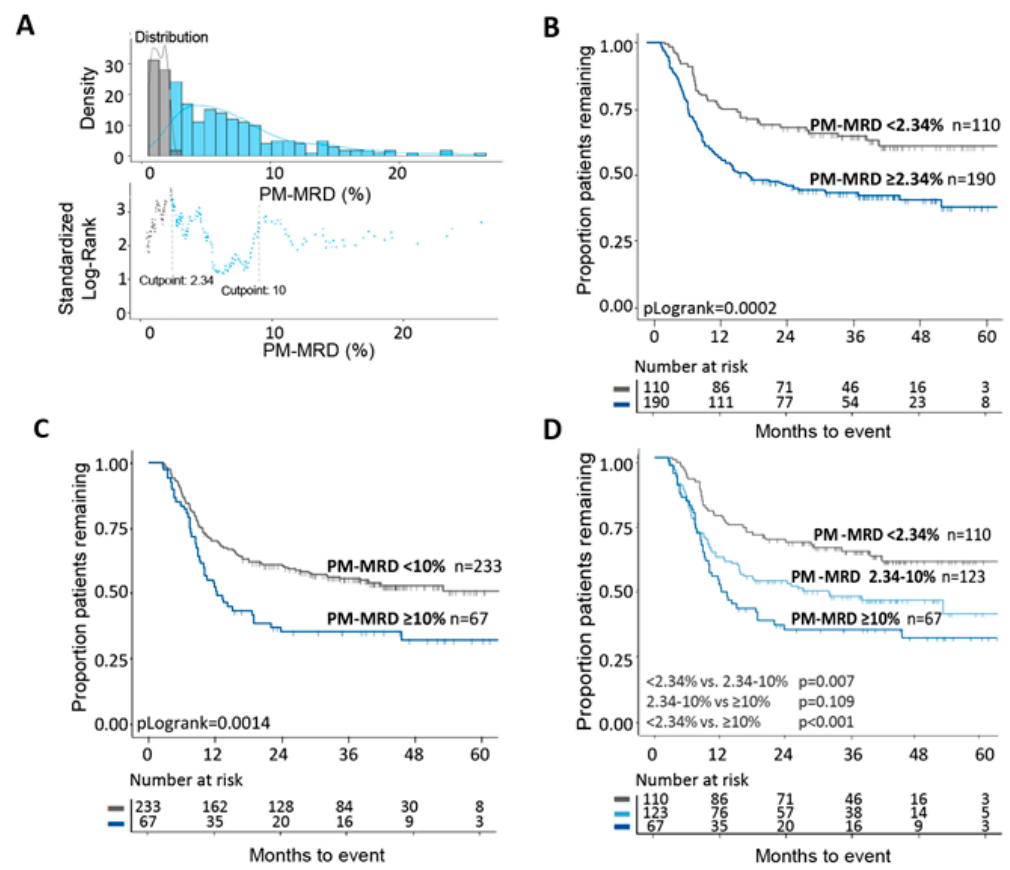 A
Distribution
Density
30
20
10
0
0 10 20
PM-MRD (%)
Standardized
Log-Rank
3
2
1
0
Cutpoint: 2.34
Cutpoint: 10
0 10 20
PM-MRD (%)
B
Proportion patients remaining
1.00
0.75
0.50
0.25
0.00
PM-MRD <2.34% n=110
PM-MRD ≥2.34% n=190
pLogrank=0.0002
0 12 24 36 48 60
Number at risk
110 86 71 46 16 3
190 111 77 54 23 8
Months to event
C
Proportion patients remaining
1.00
0.75
0.50
0.25
0.00
PM-MRD <10% n=233
PM-MRD ≥10% n=67
pLogrank=0.0014
0 12 24 36 48 60
Number at risk
233 162 128 84 30 8
67 35 20 16 9 3
Months to event
D
Proportion patients remaining
1.00
0.75
0.50
0.25
0.00
PM -MRD <2.34% n=110
PM -MRD 2.34-10% n=123
PM-MRD ≥10% n=67
<2.34% vs. 2.34-10% p=0.007
2.34-10% vs ≥10% p=0.109
<2.34% vs. ≥10% p<0.001
0 12 24 36 48 60
Number at risk
110 86 71 46 16 3
123 76 57 38 14 5
67 35 20 16 9 3
Months to event